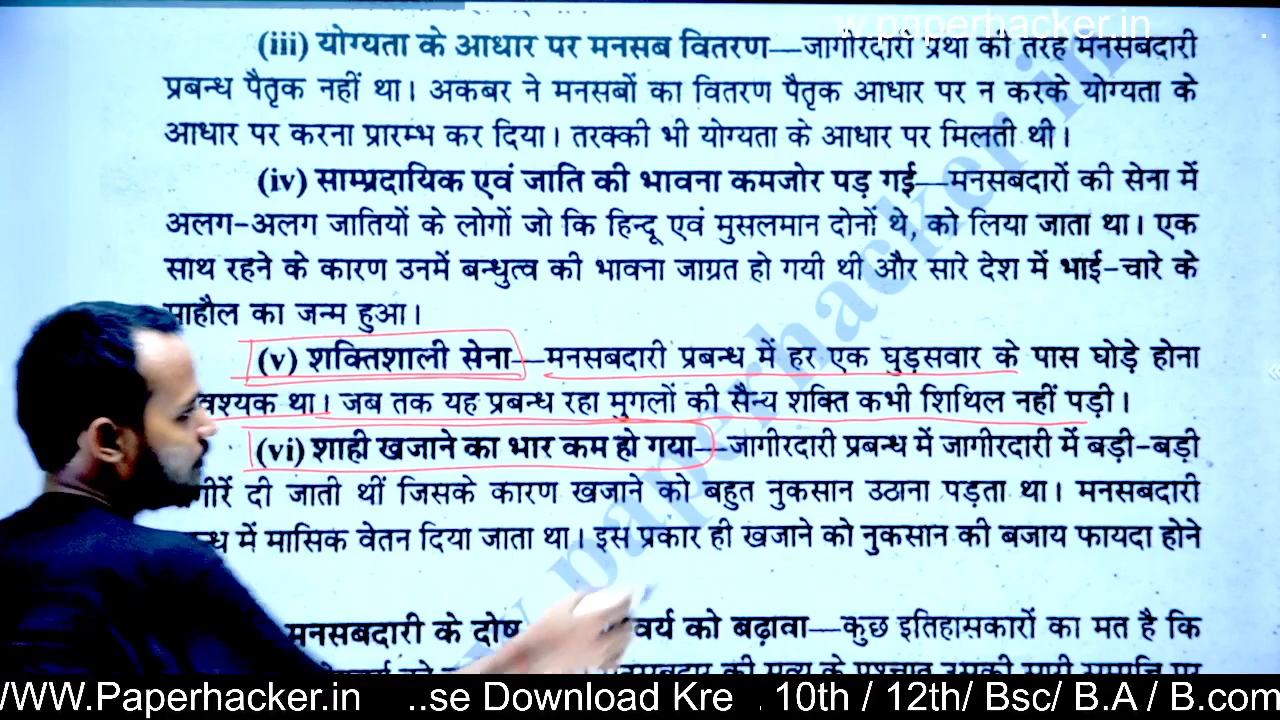 w.paperhacker.in
(iii) योग्यता के आधार पर मनसब वितरण—जागीरदारी प्रथा की तरह मनसबदारी
प्रबन्ध पैतृक नहीं था। अकबर ने मनसबों का वितरण पैतृक आधार पर न करके योग्यता के
आधार पर करना प्रारम्भ कर दिया। तरक्की भी योग्यता के आधार पर मिलती थी।
(iv) साम्प्रदायिक एवं जाति की भावना कमजोर पड़ गई—मनसबदारों की सेना में
अलग-अलग जातियों के लोगों जो कि हिन्दू एवं मुसलमान दोनों थे, को लिया जाता था। एक
साथ रहने के कारण उनमें बन्धुत्व की भावना जाग्रत हो गयी थी और सारे देश में भाई-चारे के
माहौल का जन्म हुआ।
(v) शक्तिशाली सेना—मनसबदारी प्रबन्ध में हर एक घुड़सवार के पास घोड़े होना
वश्यक था। जब तक यह प्रबन्ध रहा मुगलों की सैन्य शक्ति कभी शिथिल नहीं पड़ी।
(vi) शाही खजाने का भार कम हो गया—जागीरदारी प्रबन्ध में जागीरदारी में बड़ी-बड़ी
गीरें दी जाती थीं जिसके कारण खजाने को बहुत नुकसान उठाना पड़ता था। मनसबदारी
न्ध में मासिक वेतन दिया जाता था। इस प्रकार ही खजाने को नुकसान की बजाय फायदा होने
मनसबदारी के दोष वर्य को बढ़ावा—कुछ इतिहासकारों का मत है कि
paperhacker in
WWW.Paperhacker.in ..se Download Kre 10th / 12th/ Bsc/ B.A / B.com